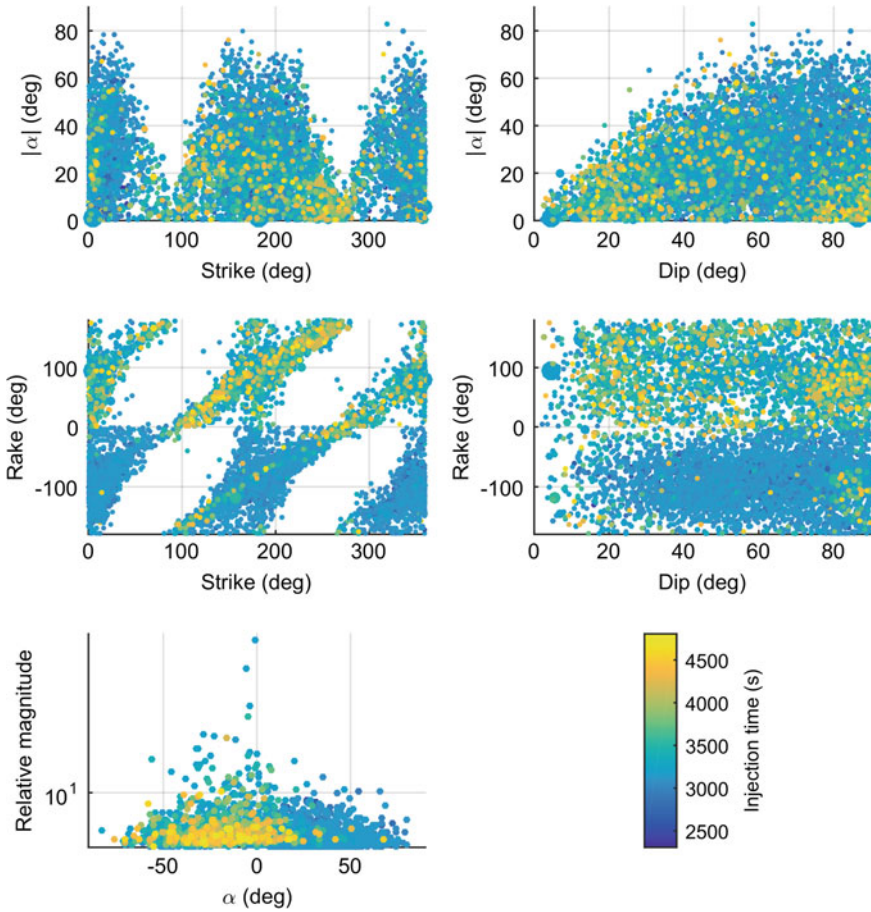 80
60
40
20
0
|α| (deg)
0 100 200 300
Strike (deg)
80
60
40
20
0
|α| (deg)
0 20 40 60 80
Dip (deg)
100
0
-100
Rake (deg)
0 100 200 300
Strike (deg)
100
0
-100
Rake (deg)
0 20 40 60 80
Dip (deg)
10¹
Relative magnitude
-50 0 50
α (deg)
4500
4000
3500
3000
2500
Injection time (s)